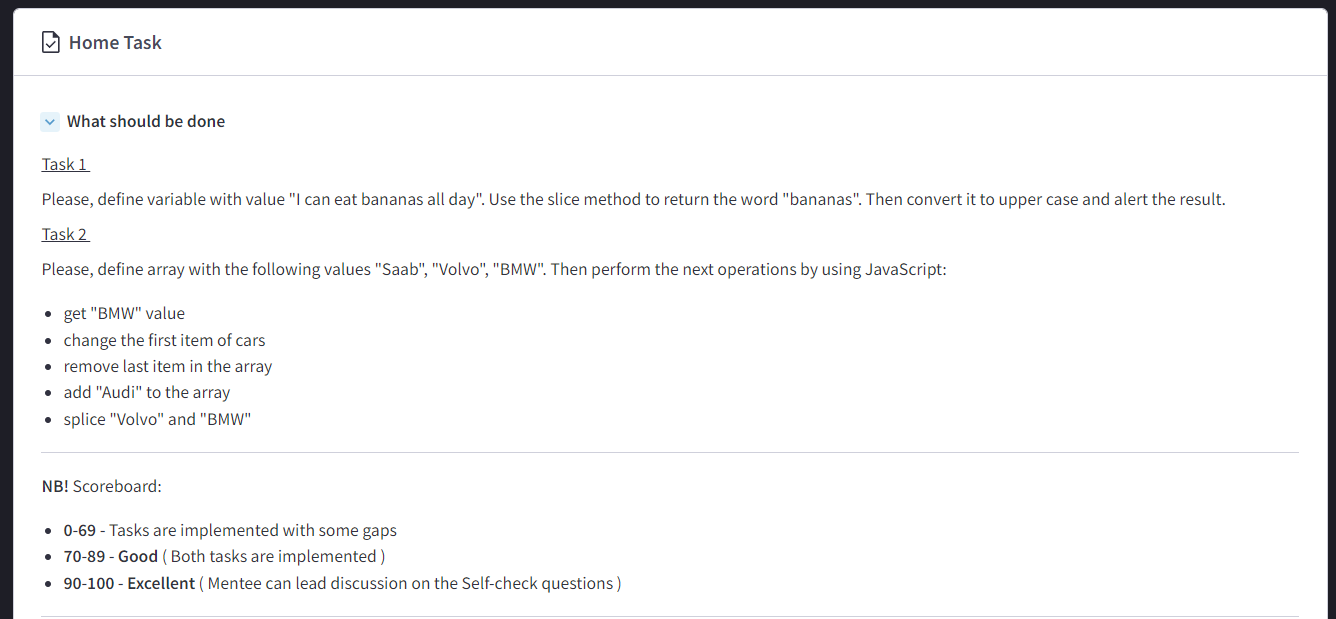 Home Task
What should be done
Task 1
Please, define variable with value "I can eat bananas all day". Use the slice method to return the word "bananas". Then convert it to upper case and alert the result.
Task 2
Please, define array with the following values "Saab", "Volvo", "BMW". Then perform the next operations by using JavaScript:
• get "BMW" value
• change the first item of cars
• remove last item in the array
• add "Audi" to the array
• splice "Volvo" and "BMW"
NB! Scoreboard:
• 0-69 - Tasks are implemented with some gaps
• 70-89 - Good ( Both tasks are implemented )
• 90-100 - Excellent ( Mentee can lead discussion on the Self-check questions )